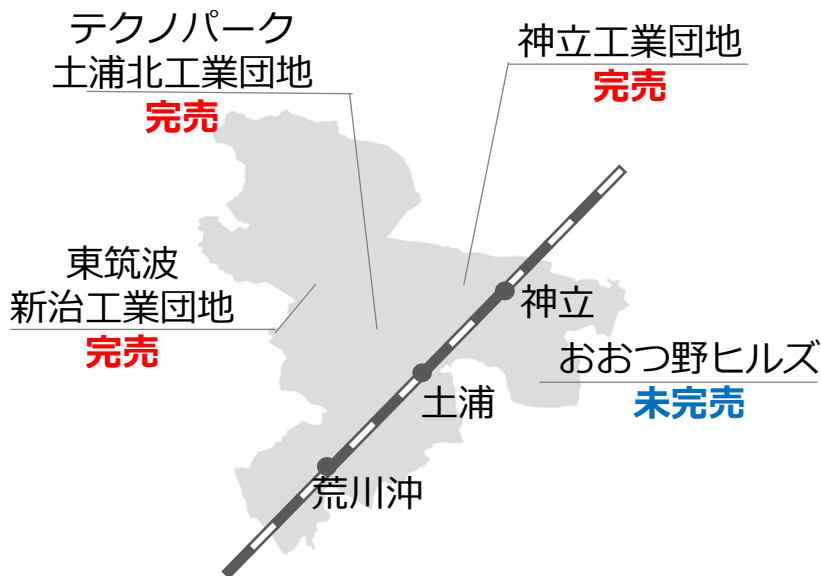 テクノパーク
土浦北工業団地
完売
神立工業団地
完売
東筑波
新治工業団地
完売
神立
おおつ野ヒルズ
未完売
土浦
荒川沖